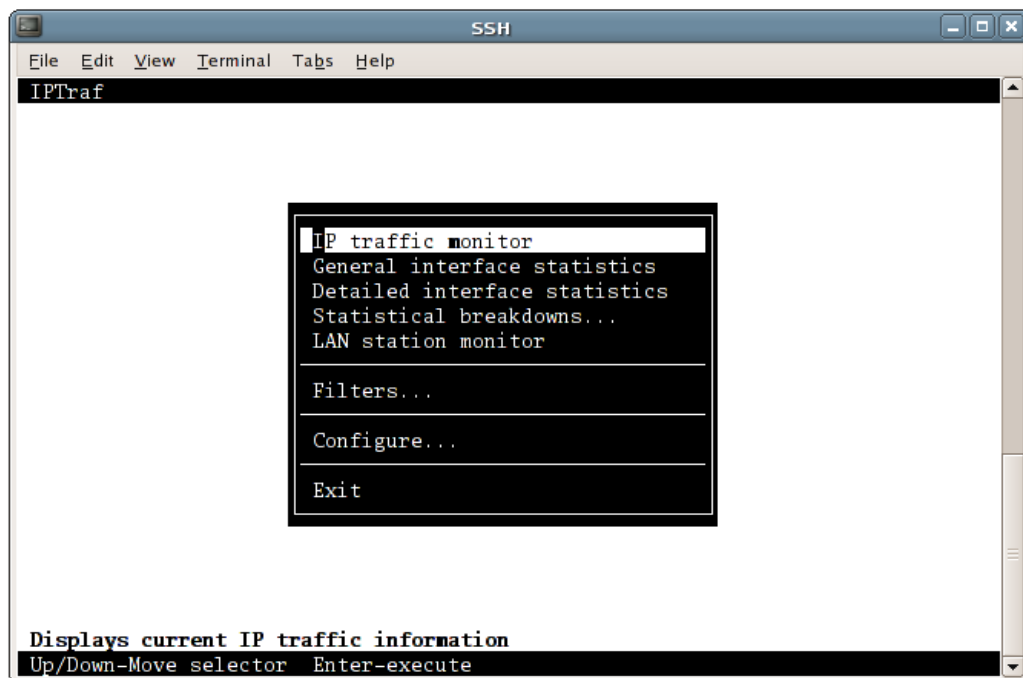 SSH
File Edit View Terminal Tabs Help
IPTraf
IP traffic monitor
General interface statistics
Detailed interface statistics
Statistical breakdowns...
LAN station monitor
Filters...
Configure...
Exit
Displays current IP traffic information
Up/Down-Move selector Enter-execute